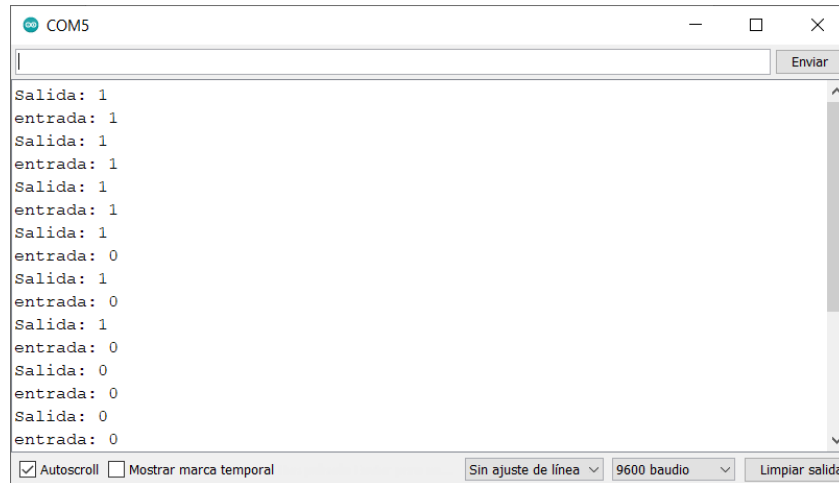 COM5
Enviar
Salida: 1
entrada: 1
Salida: 1
entrada: 1
Salida: 1
entrada: 1
Salida: 1
entrada: 0
Salida: 1
entrada: 0
Salida: 1
entrada: 0
Salida: 0
entrada: 0
Salida: 0
entrada: 0
Autoscroll Mostrar marca temporal Sin ajuste de línea 9600 baudio Limpiar salida